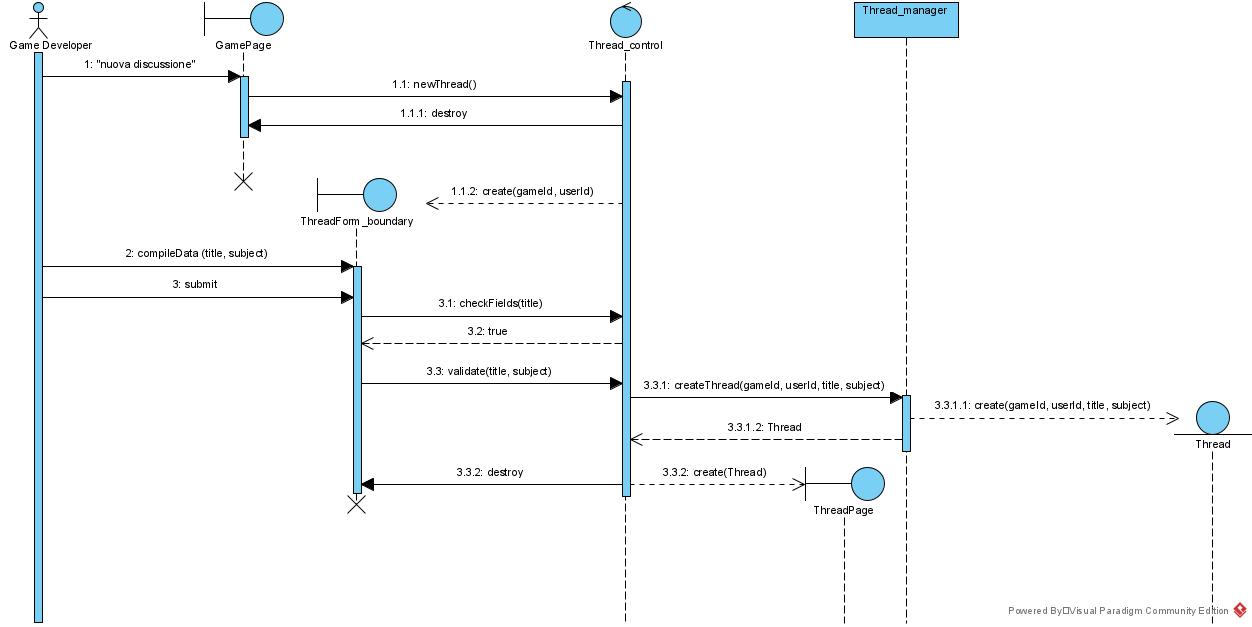 Thread_manager
Game Developer
GamePage
Thread_control
1: "nuova discussione"
1.1: newThread()
1.1.1: destroy
1.1.2: create(gameId, userId)
ThreadForm_boundary
2: compileData (title, subject)
3: submit
3.1: checkFields(title)
3.2: true
3.3: validate(title, subject)
3.3.1: createThread(gameId, userId, title, subject)
3.3.1.1: create(gameId, userId, title, subject)
3.3.1.2: Thread
Thread
3.3.2: destroy
3.3.2: create(Thread)
ThreadPage
Powered By□Visual Paradigm Community Edition